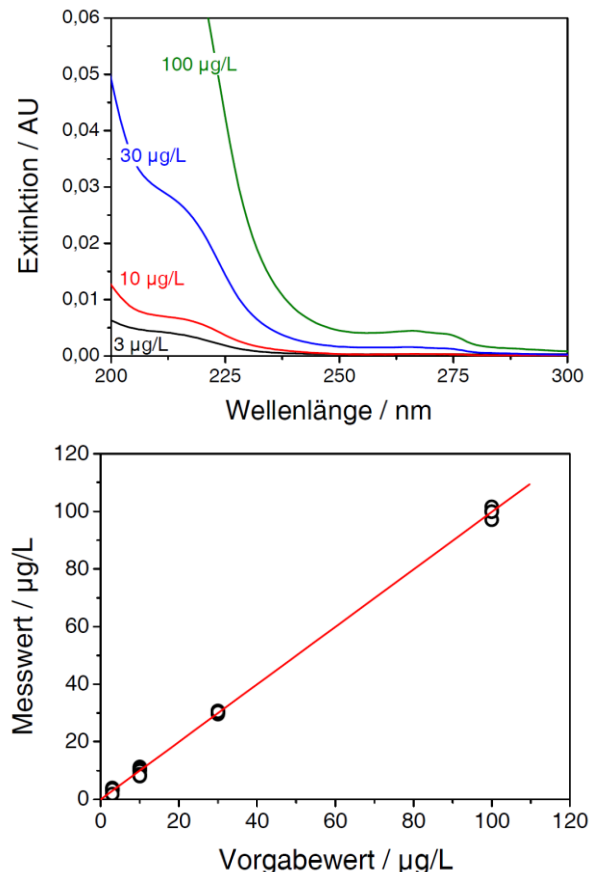 0,06
0,05
0,04
0,03
0,02
0,01
0,00
Extinktion / AU
100 µg/L
30 µg/L
10 µg/L
3 µg/L
200 225 250 275 300
Wellenlänge / nm
120
100
80
60
40
20
0
Messwert / µg/L
0 20 40 60 80 100 120
Vorgabewert / µg/L